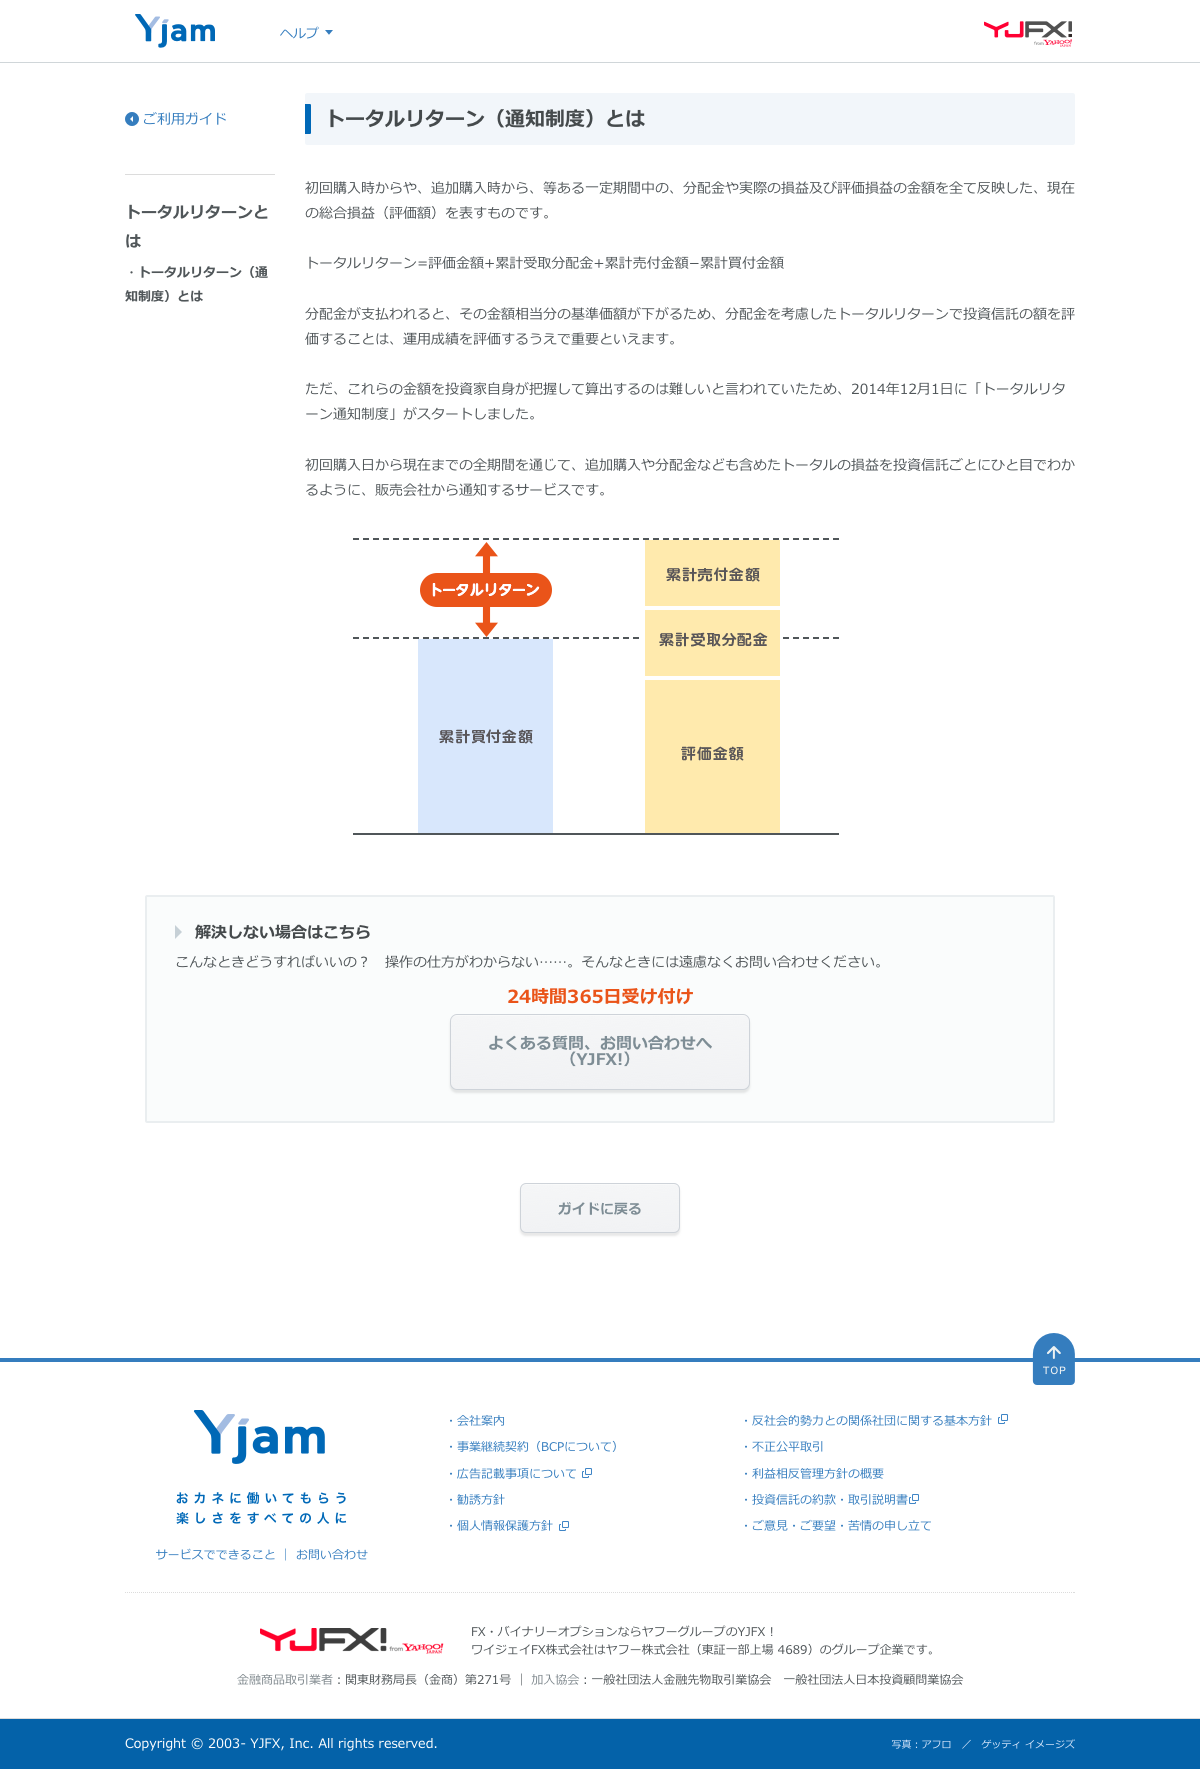 Yjam
ヘルプ
YJFX!
from YAHOO! JAPAN
ご利用ガイド
トータルリターンと
は
・トータルリターン（通
知制度）とは
トータルリターン（通知制度）とは
初回購入時からや、追加購入時から、等ある一定期間中の、分配金や実際の損益及び評価損益の金額を全て反映した、現在
の総合損益（評価額）を表すものです。
トータルリターン=評価金額+累計受取分配金+累計売付金額−累計買付金額
分配金が支払われると、その金額相当分の基準価額が下がるため、分配金を考慮したトータルリターンで投資信託の額を評
価することは、運用成績を評価するうえで重要といえます。
ただ、これらの金額を投資家自身が把握して算出するのは難しいと言われていたため、2014年12月1日に「トータルリタ
ーン通知制度」がスタートしました。
初回購入日から現在までの全期間を通じて、追加購入や分配金なども含めたトータルの損益を投資信託ごとにひと目でわか
るように、販売会社から通知するサービスです。
トータルリターン
累計買付金額
累計売付金額
累計受取分配金
評価金額
解決しない場合はこちら
こんなときどうすればいいの？　操作の仕方がわからない……。そんなときには遠慮なくお問い合わせください。
24時間365日受け付け
よくある質問、お問い合わせへ
（YJFX!）
ガイドに戻る
TOP
Yjam
おカネに働いてもらう
楽しさをすべての人に
サービスでできること ｜ お問い合わせ
・会社案内
・事業継続契約（BCPについて）
・広告記載事項について
・勧誘方針
・個人情報保護方針
・反社会的勢力との関係社団に関する基本方針
・不正公平取引
・利益相反管理方針の概要
・投資信託の約款・取引説明書
・ご意見・ご要望・苦情の申し立て
YJFX! from YAHOO! JAPAN
FX・バイナリーオプションならヤフーグループのYJFX！
ワイジェイFX株式会社はヤフー株式会社（東証一部上場 4689）のグループ企業です。
金融商品取引業者：関東財務局長（金商）第271号 ｜ 加入協会：一般社団法人金融先物取引業協会　一般社団法人日本投資顧問業協会
Copyright © 2003- YJFX, Inc. All rights reserved.
写真：アフロ　／　ゲッティ イメージズ